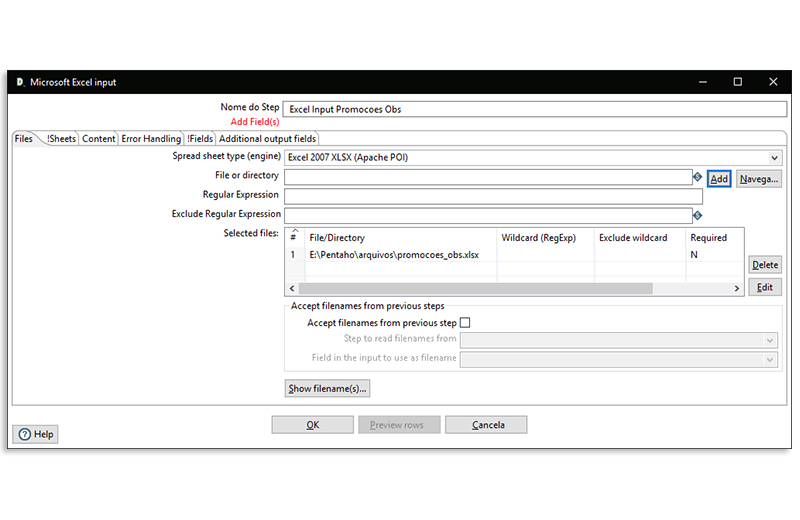 Microsoft Excel input
Nome do Step Excel Input Promocoes Obs
Add Field(s)
Files !Sheets Content Error Handling !Fields Additional output fields
Spread sheet type (engine) Excel 2007 XLSX (Apache POI)
File or directory Add Navega...
Regular Expression
Exclude Regular Expression
Selected files: # File/Directory Wildcard (RegExp) Exclude wildcard Required
1 E:\Pentaho\arquivos\promocoes_obs.xlsx N
Delete
Edit
Accept filenames from previous steps
Accept filenames from previous step
Step to read filenames from
Field in the input to use as filename
Show filename(s)...
OK Preview rows Cancela
Help